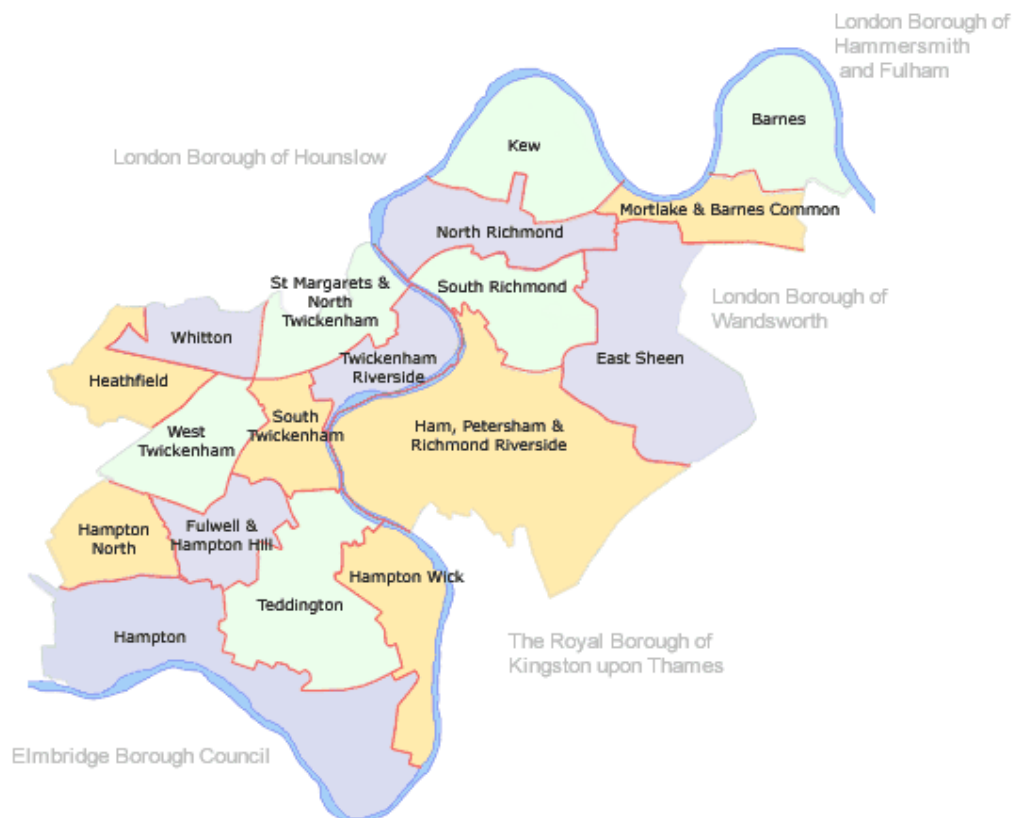 London Borough of
Hammersmith
and Fulham
Barnes
Kew
London Borough of Hounslow
Mortlake & Barnes Common
North Richmond
St Margarets &
North
Twickenham
South Richmond
London Borough of
Wandsworth
Whitton
Twickenham
Riverside
East Sheen
Heathfield
South
Twickenham
Ham, Petersham &
Richmond Riverside
West
Twickenham
Fulwell &
Hampton Hill
Hampton
North
Hampton Wick
Teddington
Hampton
The Royal Borough of
Kingston upon Thames
Elmbridge Borough Council